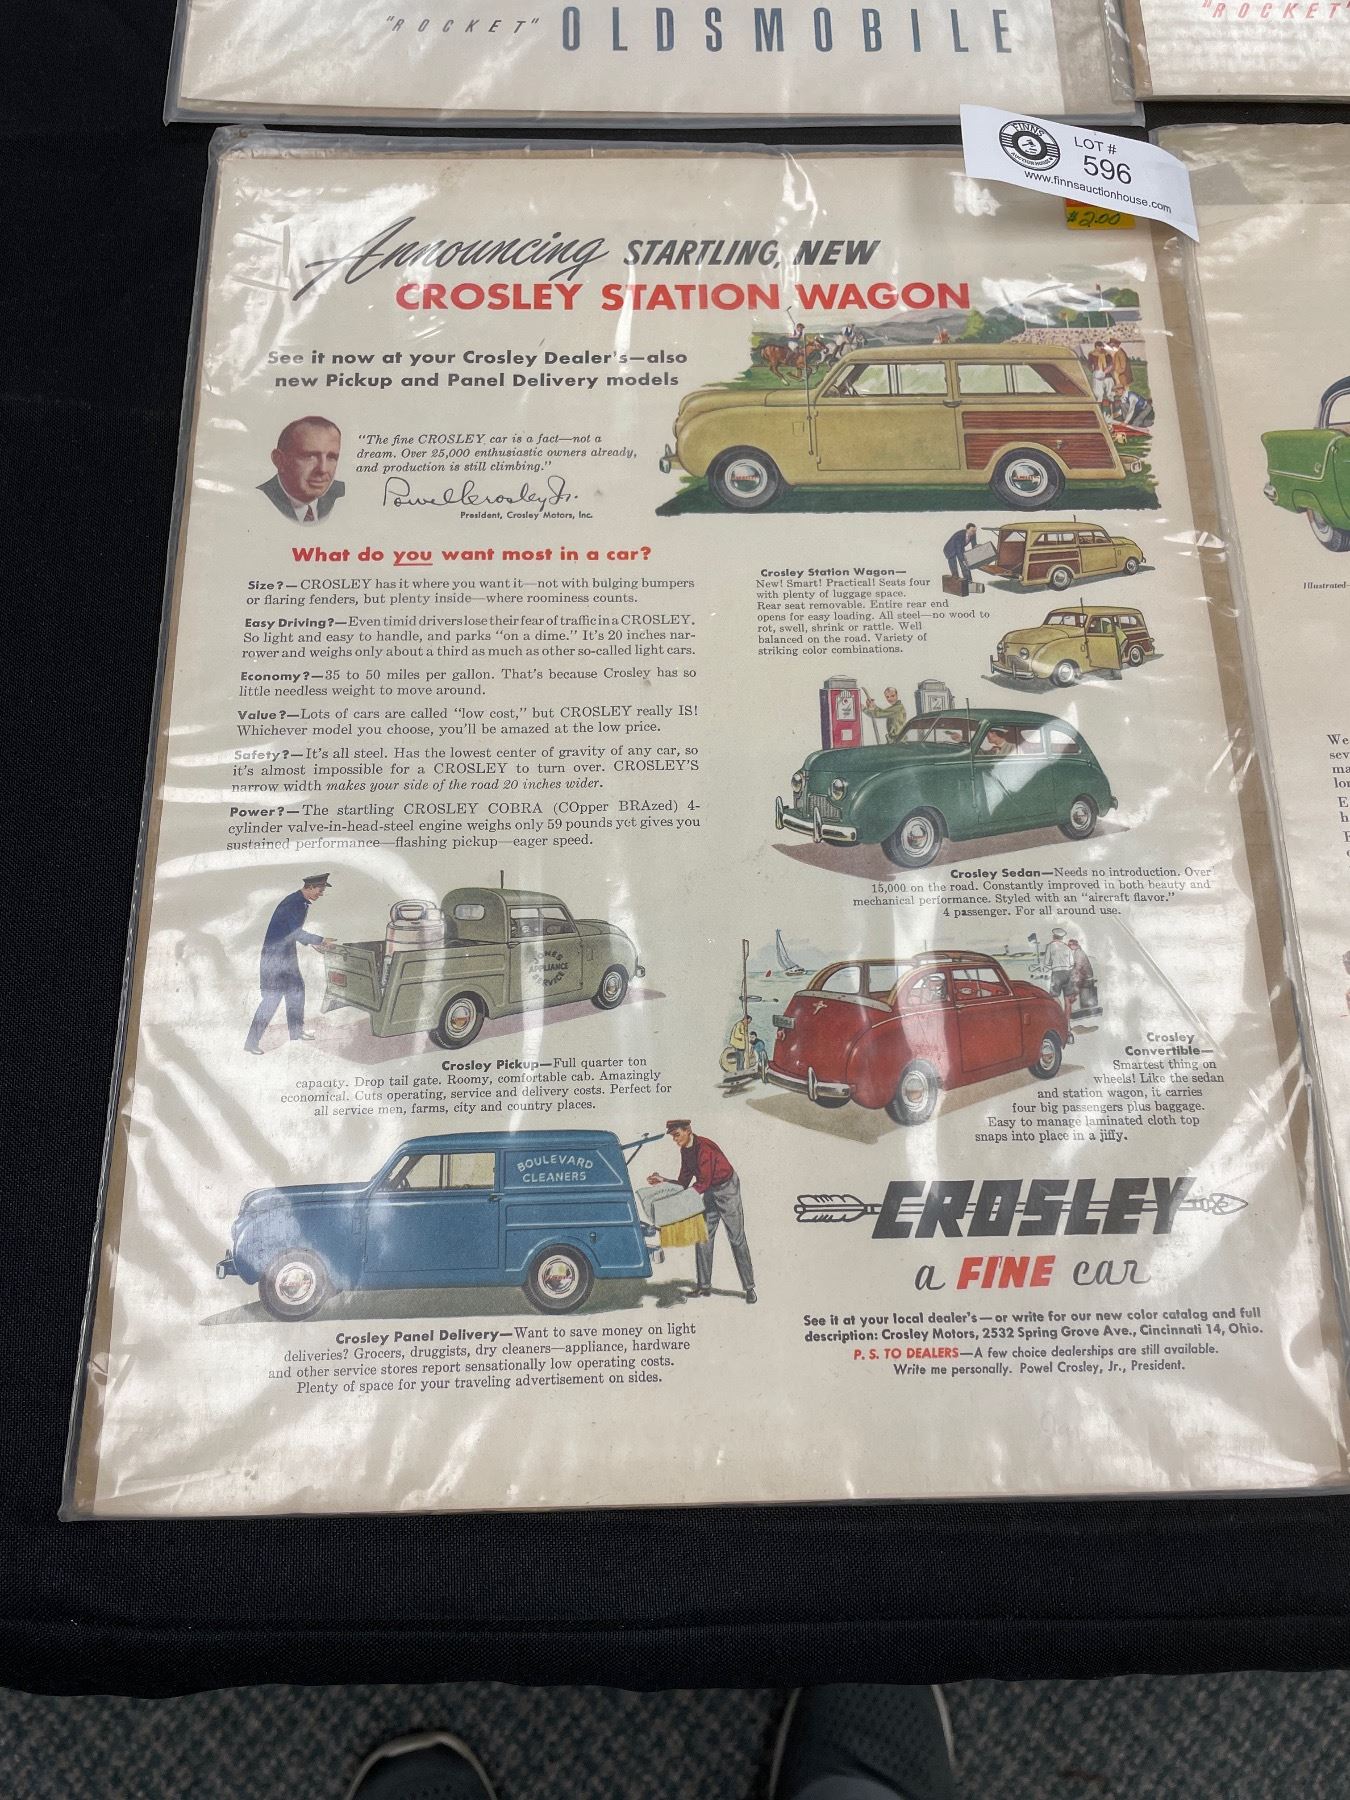 "ROCKET" OLDSMOBILE
"ROCKET"
FINNS
AUCTION HOUSE
LOT #
596
www.finnsauctionhouse.com
$2.00
Announcing STARTLING, NEW
CROSLEY STATION WAGON
See it now at your Crosley Dealer's—also
new Pickup and Panel Delivery models
"The fine CROSLEY car is a fact—not a
dream. Over 25,000 enthusiastic owners already,
and production is still climbing."
Powel Crosley Jr.
President, Crosley Motors, Inc.
What do you want most in a car?
Size?—CROSLEY has it where you want it—not with bulging bumpers
or flaring fenders, but plenty inside—where roominess counts.
Easy Driving?—Even timid drivers lose their fear of traffic in a CROSLEY.
So light and easy to handle, and parks "on a dime." It's 20 inches nar-
rower and weighs only about a third as much as other so-called light cars.
Economy?—35 to 50 miles per gallon. That's because Crosley has so
little needless weight to move around.
Value?—Lots of cars are called "low cost," but CROSLEY really IS!
Whichever model you choose, you'll be amazed at the low price.
Safety?—It's all steel. Has the lowest center of gravity of any car, so
it's almost impossible for a CROSLEY to turn over. CROSLEY'S
narrow width makes your side of the road 20 inches wider.
Power?—The startling CROSLEY COBRA (COpper BRAzed) 4-
cylinder valve-in-head-steel engine weighs only 59 pounds yet gives you
sustained performance—flashing pickup—eager speed.
Crosley Station Wagon—
New! Smart! Practical! Seats four
with plenty of luggage space.
Rear seat removable. Entire rear end
opens for easy loading. All steel—no wood to
rot, swell, shrink or rattle. Well
balanced on the road. Variety of
striking color combinations.
Crosley Sedan—Needs no introduction. Over
15,000 on the road. Constantly improved in both beauty and
mechanical performance. Styled with an "aircraft flavor."
4 passenger. For all around use.
JONES
APPLIANCE
SERVICE
Crosley Pickup—Full quarter ton
capacity. Drop tail gate. Roomy, comfortable cab. Amazingly
economical. Cuts operating, service and delivery costs. Perfect for
all service men, farms, city and country places.
Crosley
Convertible—
Smartest thing on
wheels! Like the sedan
and station wagon, it carries
four big passengers plus baggage.
Easy to manage laminated cloth top
snaps into place in a jiffy.
BOULEVARD
CLEANERS
Crosley Panel Delivery—Want to save money on light
deliveries? Grocers, druggists, dry cleaners—appliance, hardware
and other service stores report sensationally low operating costs.
Plenty of space for your traveling advertisement on sides.
CROSLEY
a FINE car
See it at your local dealer's—or write for our new color catalog and full
description: Crosley Motors, 2532 Spring Grove Ave., Cincinnati 14, Ohio.
P. S. TO DEALERS—A few choice dealerships are still available.
Write me personally. Powel Crosley, Jr., President.
Illustrated—
We